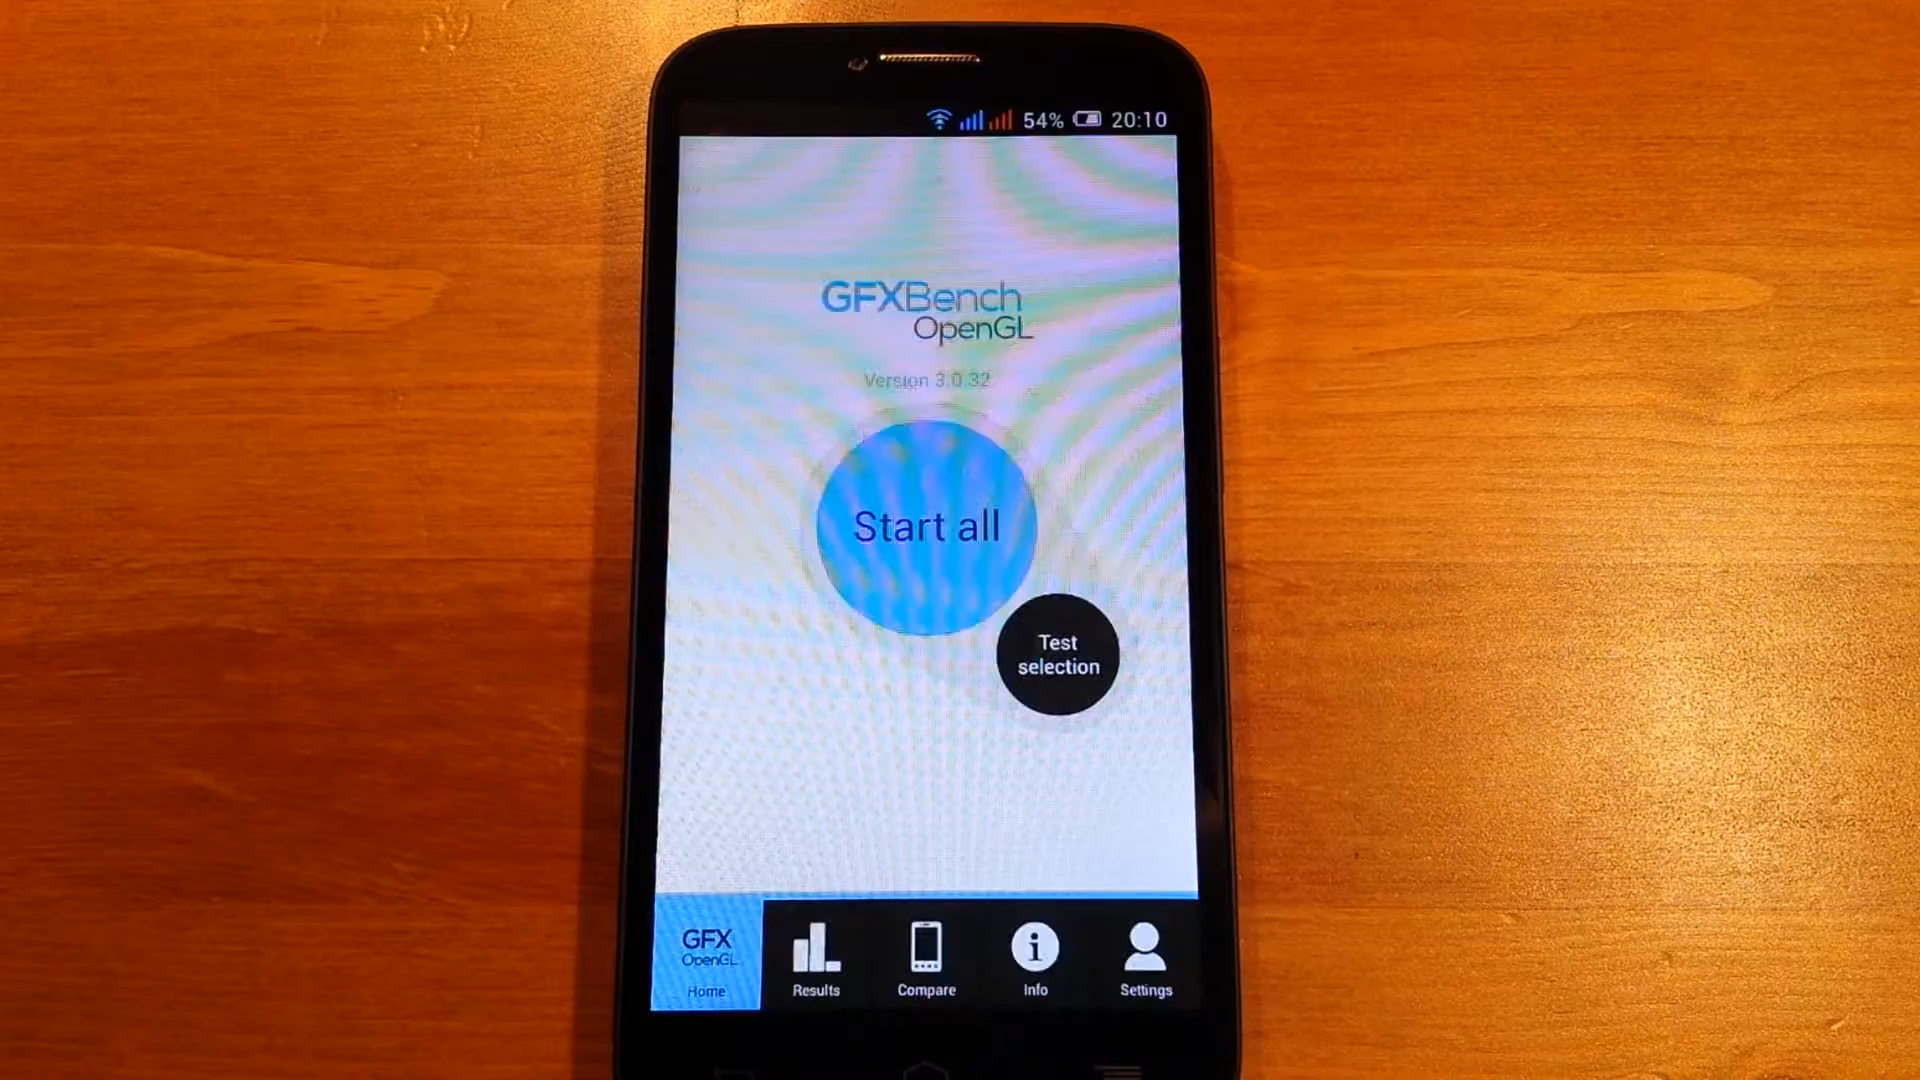 54% 20:10
GFXBench
OpenGL
Version 3.0.32
Start all
Test
selection
GFX
OpenGL
Home
Results
Compare
Info
Settings